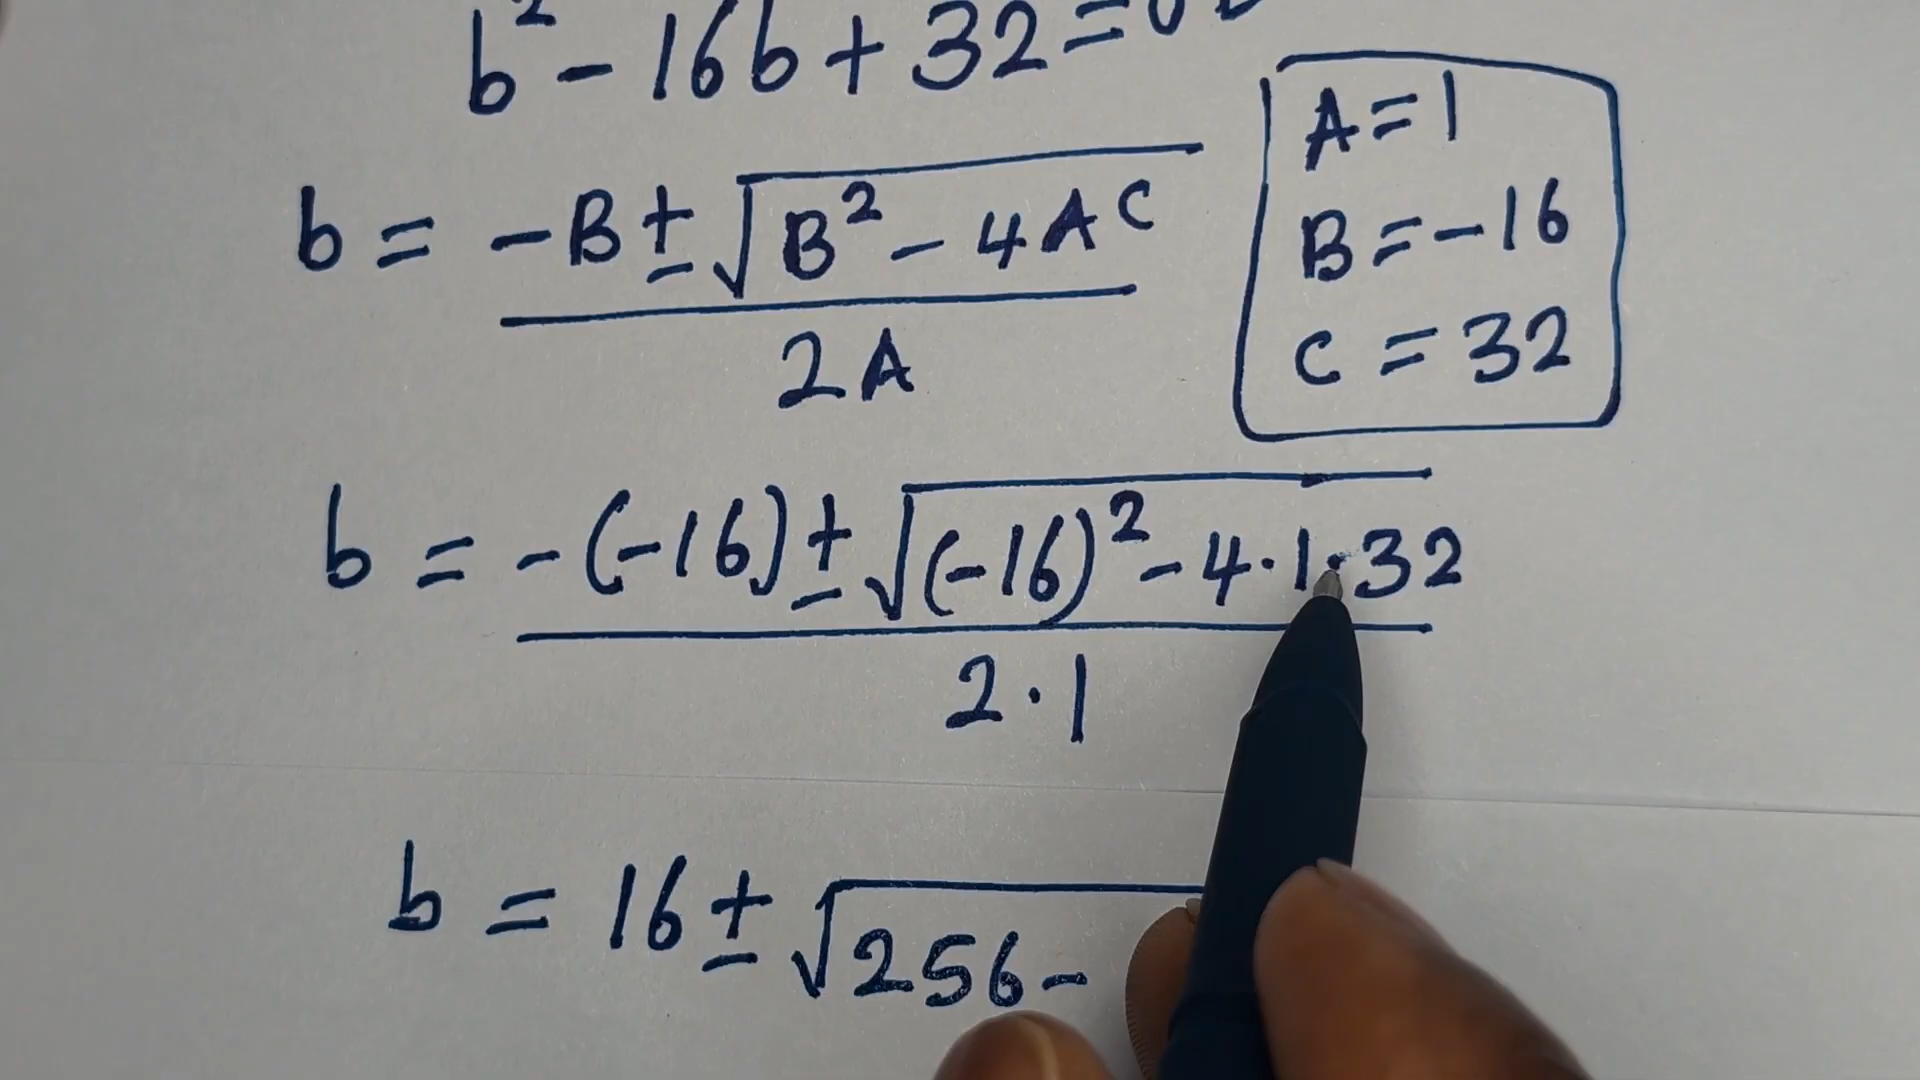 b² - 16b + 32 = 0
A = 1
B = -16
C = 32
b = -B ± √(B² - 4AC)
2A
b = -(-16) ± √((-16)² - 4·1·32)
2·1
b = 16 ± √256 -